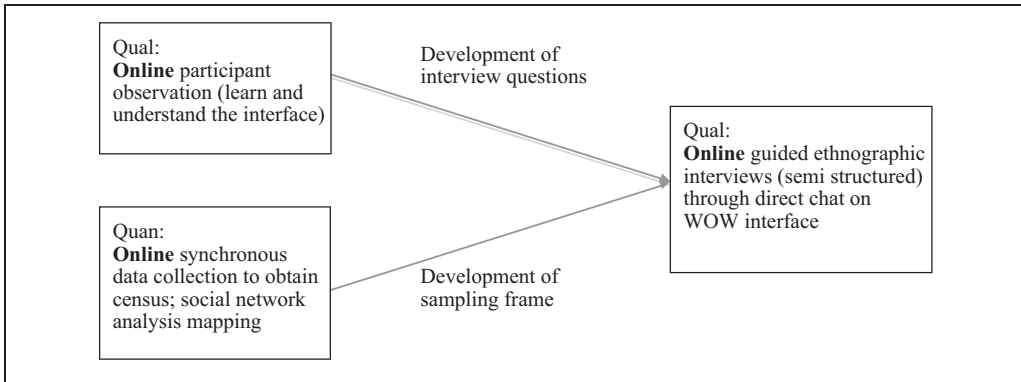 Qual:
Online participant
observation (learn and
understand the interface)
Development of
interview questions
Qual:
Online guided ethnographic
interviews (semi structured)
through direct chat on
WOW interface
Quan:
Online synchronous
data collection to obtain
census; social network
analysis mapping
Development of
sampling frame